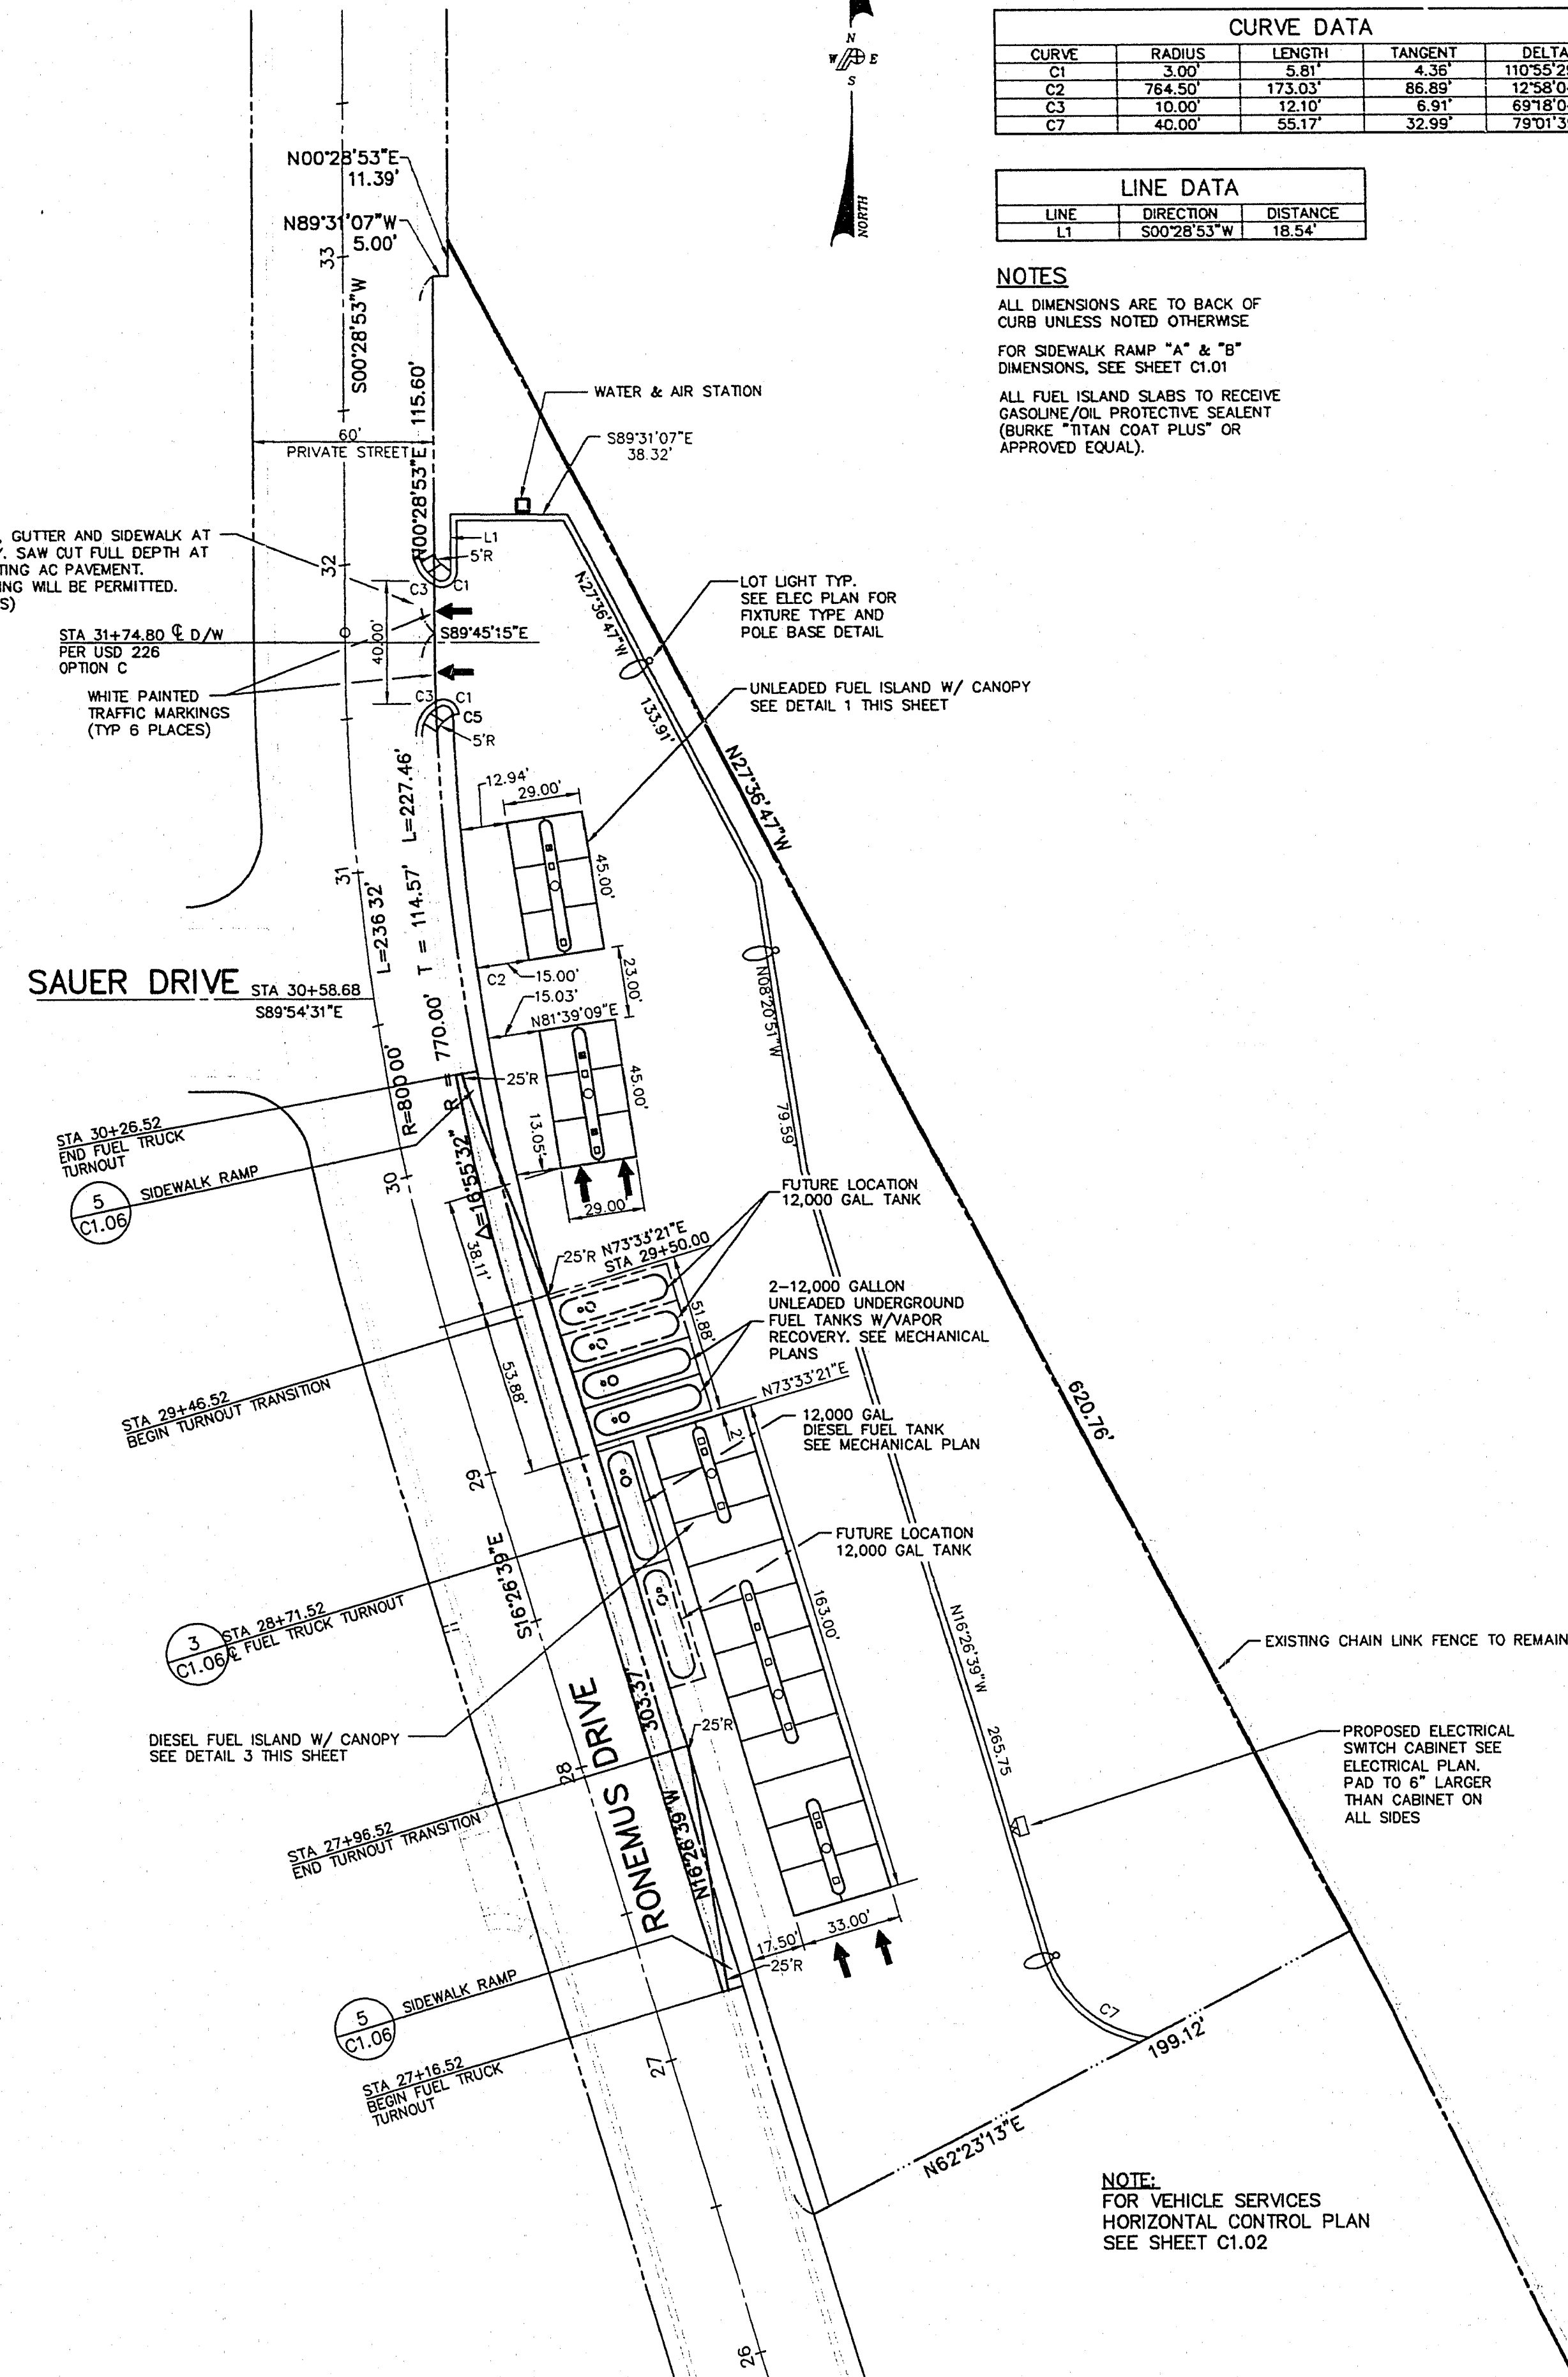 N
W E
S
NORTH
CURVE DATA
CURVE RADIUS LENGTH TANGENT DELTA
C1 3.00' 5.81' 4.36' 110°55'2
C2 764.50' 173.03' 86.89' 12°58'0
C3 10.00' 12.10' 6.91' 69°18'0
C7 40.00' 55.17' 32.99' 79°01'3
LINE DATA
LINE DIRECTION DISTANCE
L1 S00°28'53"W 18.54'
NOTES
ALL DIMENSIONS ARE TO BACK OF
CURB UNLESS NOTED OTHERWISE
FOR SIDEWALK RAMP "A" & "B"
DIMENSIONS, SEE SHEET C1.01
ALL FUEL ISLAND SLABS TO RECEIVE
GASOLINE/OIL PROTECTIVE SEALENT
(BURKE "TITAN COAT PLUS" OR
APPROVED EQUAL).
N00°28'53"E
11.39'
N89°31'07"W
5.00'
33
S00°28'53"W
N00°28'53"E 115.60'
60'
PRIVATE STREET
WATER & AIR STATION
S89°31'07"E
38.32'
GUTTER AND SIDEWALK AT
SAW CUT FULL DEPTH AT
TING AC PAVEMENT.
ING WILL BE PERMITTED.
S)
32
L1
5'R
C3 C1
40.00'
STA 31+74.80 ℄ D/W
PER USD 226
OPTION C
S89°45'15"E
WHITE PAINTED
TRAFFIC MARKINGS
(TYP 6 PLACES)
C3 C1
C5
5'R
N27°36'47"W
133.91'
LOT LIGHT TYP.
SEE ELEC PLAN FOR
FIXTURE TYPE AND
POLE BASE DETAIL
UNLEADED FUEL ISLAND W/ CANOPY
SEE DETAIL 1 THIS SHEET
N27°36'47"W
12.94'
29.00'
45.00'
31
L=236 32'
T = 114.57' L=227.46'
SAUER DRIVE
STA 30+58.68
S89°54'31"E
C2
15.00'
23.00'
15.03'
N81°39'09"E
N08°20'51"W
79.59'
R=800 00'
R = 770.00'
Δ=16°55'32"
25'R
45.00'
13.05'
29.00'
STA 30+26.52
END FUEL TRUCK
TURNOUT
5
C1.06
SIDEWALK RAMP
30
38.11'
FUTURE LOCATION
12,000 GAL. TANK
25'R
N73°33'21"E
STA 29+50.00
51.88'
2-12,000 GALLON
UNLEADED UNDERGROUND
FUEL TANKS W/VAPOR
RECOVERY. SEE MECHANICAL
PLANS
53.88'
STA 29+46.52
BEGIN TURNOUT TRANSITION
N73°33'21"E
2'
12,000 GAL.
DIESEL FUEL TANK
SEE MECHANICAL PLAN
620.76'
29
S16°26'39"E
3
C1.06
STA 28+71.52
℄ FUEL TRUCK TURNOUT
FUTURE LOCATION
12,000 GAL TANK
163.00'
N16°26'39"W
265.75
EXISTING CHAIN LINK FENCE TO REMAIN
DIESEL FUEL ISLAND W/ CANOPY
SEE DETAIL 3 THIS SHEET
RONEMUS DRIVE
303.37'
N16°26'39"W
25'R
PROPOSED ELECTRICAL
SWITCH CABINET SEE
ELECTRICAL PLAN.
PAD TO 6" LARGER
THAN CABINET ON
ALL SIDES
28
STA 27+96.52
END TURNOUT TRANSITION
17.50'
33.00'
25'R
5
C1.06
SIDEWALK RAMP
C7
199.12'
27
STA 27+16.52
BEGIN FUEL TRUCK
TURNOUT
N62°23'13"E
NOTE:
FOR VEHICLE SERVICES
HORIZONTAL CONTROL PLAN
SEE SHEET C1.02
26